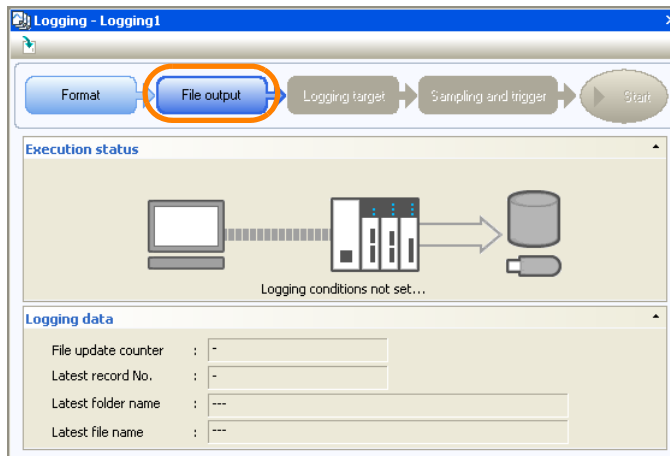 Logging - Logging1
Format
File output
Logging target
Sampling and trigger
Start
Execution status
Logging conditions not set...
Logging data
File update counter : -
Latest record No. : -
Latest folder name : ---
Latest file name : ---